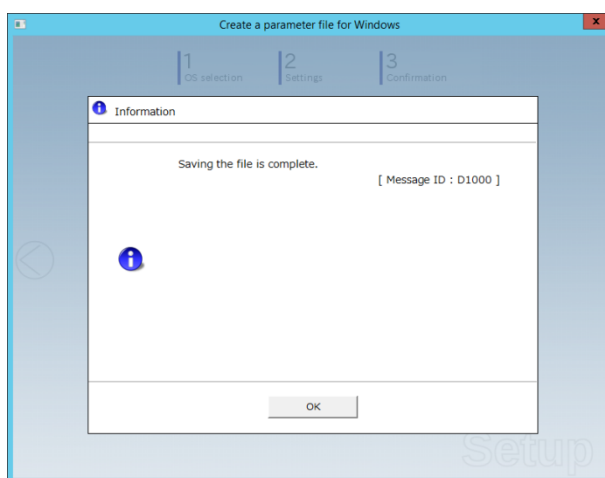 Create a parameter file for Windows
x
1
OS selection
2
Settings
3
Confirmation
Information
Saving the file is complete.
[ Message ID : D1000 ]
OK
Setup